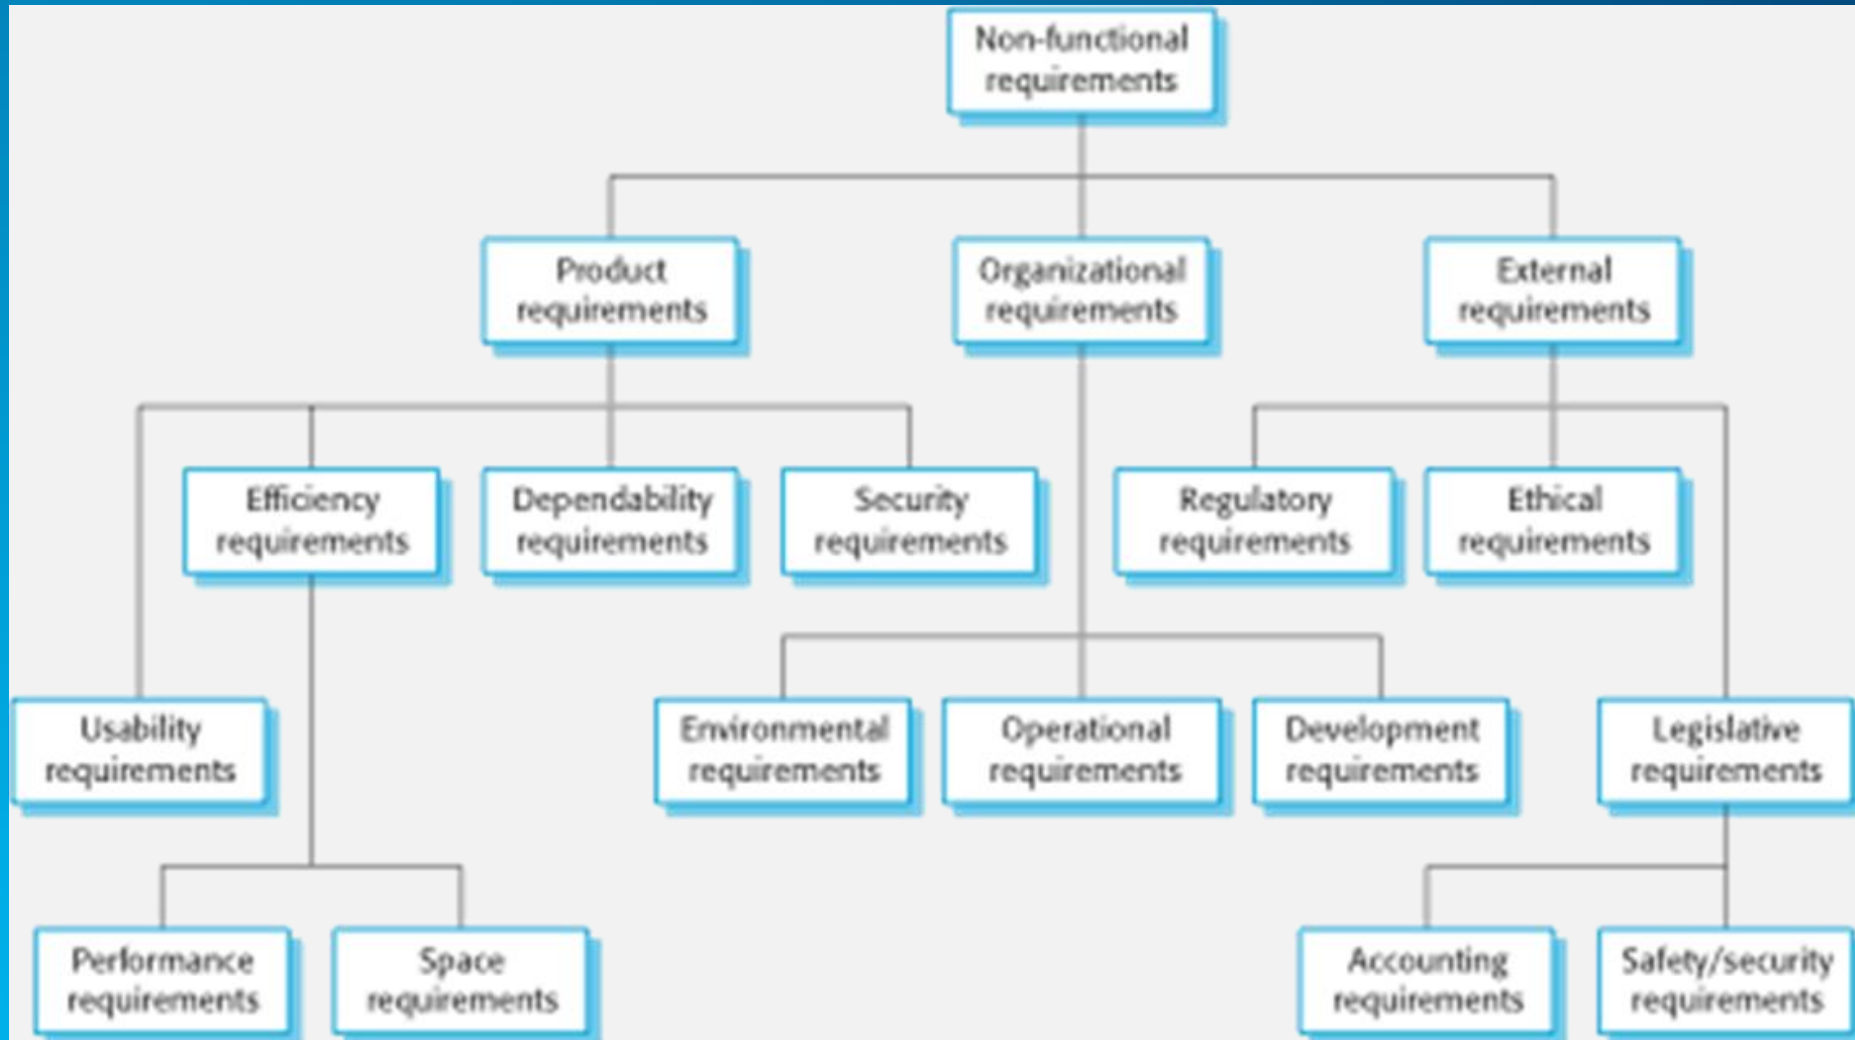 Non-functional
requirements
Product
requirements
Organizational
requirements
External
requirements
Efficiency
requirements
Dependability
requirements
Security
requirements
Regulatory
requirements
Ethical
requirements
Usability
requirements
Environmental
requirements
Operational
requirements
Development
requirements
Legislative
requirements
Performance
requirements
Space
requirements
Accounting
requirements
Safety/security
requirements